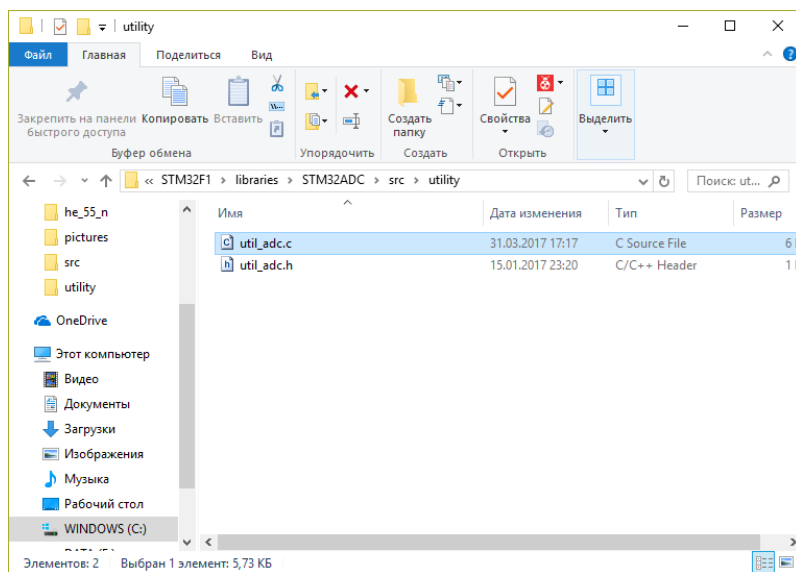 utility
Файл Главная Поделиться Вид
Закрепить на панели быстрого доступа
Копировать
Вставить
Создать папку
Свойства
Выделить
Буфер обмена Упорядочить Создать Открыть
« STM32F1 › libraries › STM32ADC › src › utility
Поиск: ut...
Имя Дата изменения Тип Размер
util_adc.c 31.03.2017 17:17 C Source File 6
util_adc.h 15.01.2017 23:20 C/C++ Header 1
he_55_n
pictures
src
utility
OneDrive
Этот компьютер
Видео
Документы
Загрузки
Изображения
Музыка
Рабочий стол
WINDOWS (C:)
Элементов: 2 Выбран 1 элемент: 5,73 КБ